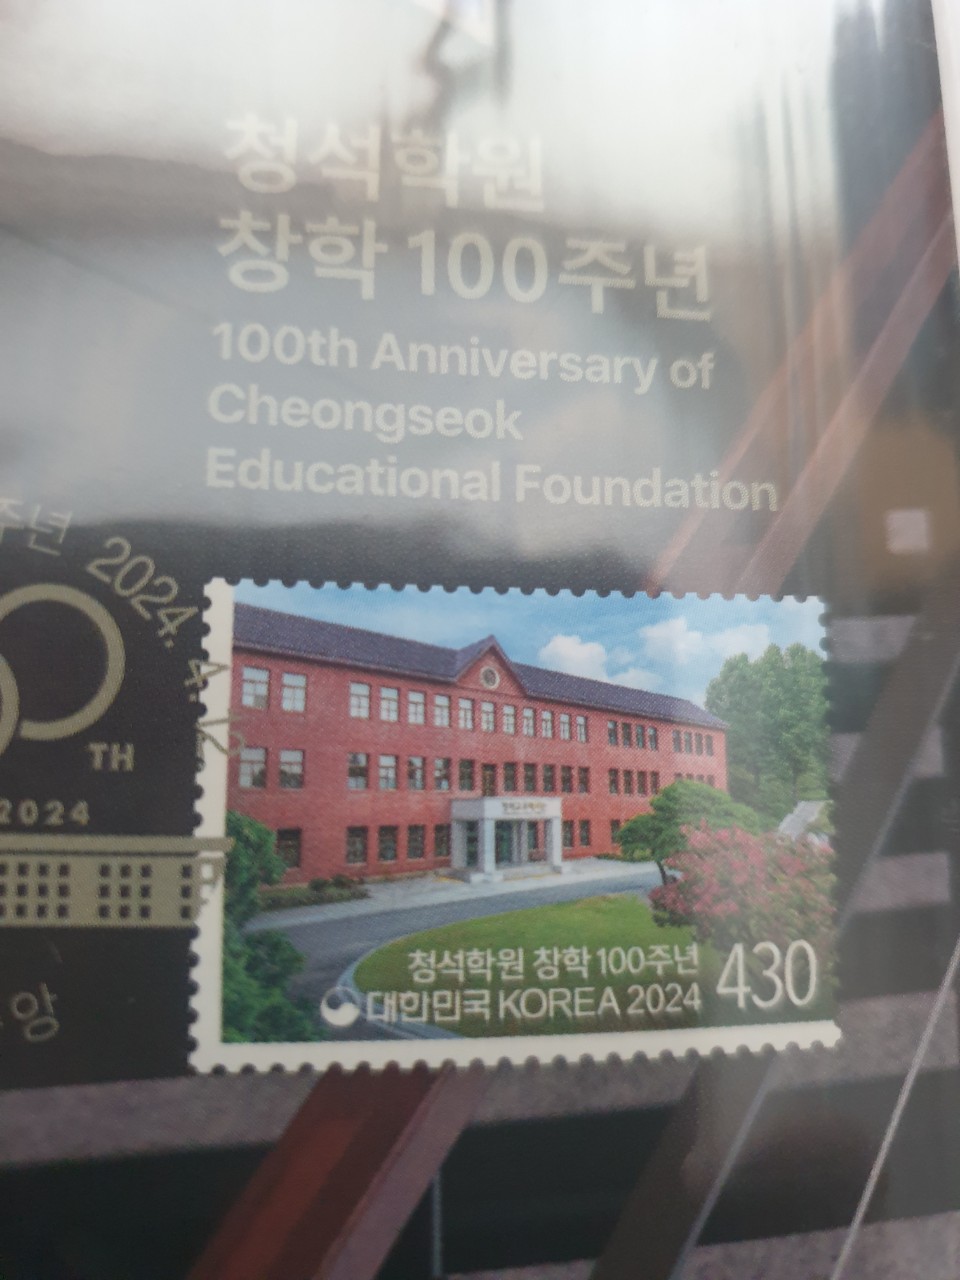 청석학원
창학 100주년
100th Anniversary of
Cheongseok
Educational Foundation
주년 2024. 4.
TH
2024
청석학원 창학 100주년
대한민국 KOREA 2024 430